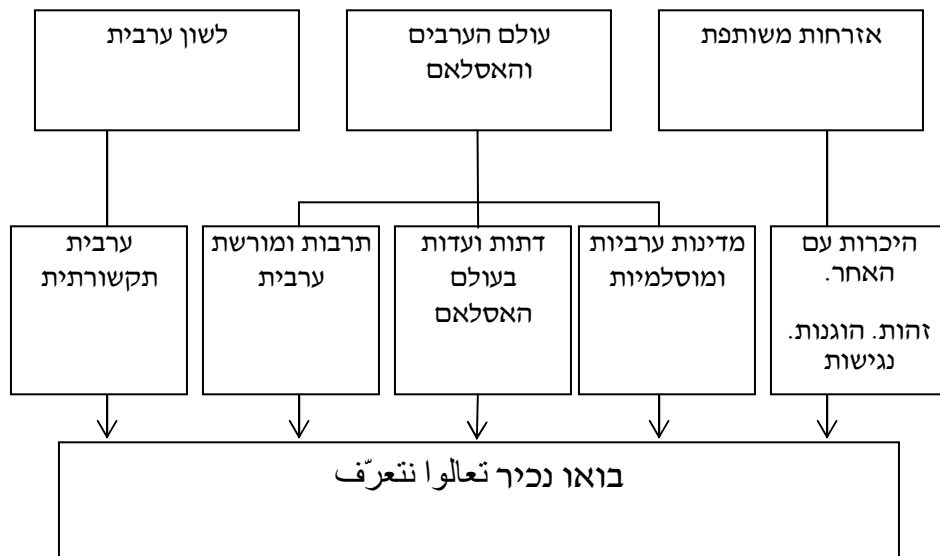 אזרחות משותפת
עולם הערבים
והאסלאם
לשון ערבית
היכרות עם
האחר.
זהות. הוגנות.
נגישות
מדינות ערביות
ומוסלמיות
דתות ועדות
בעולם
האסלאם
תרבות ומורשת
ערבית
ערבית
תקשורתית
בואו נכיר تعالوا نتعرّف